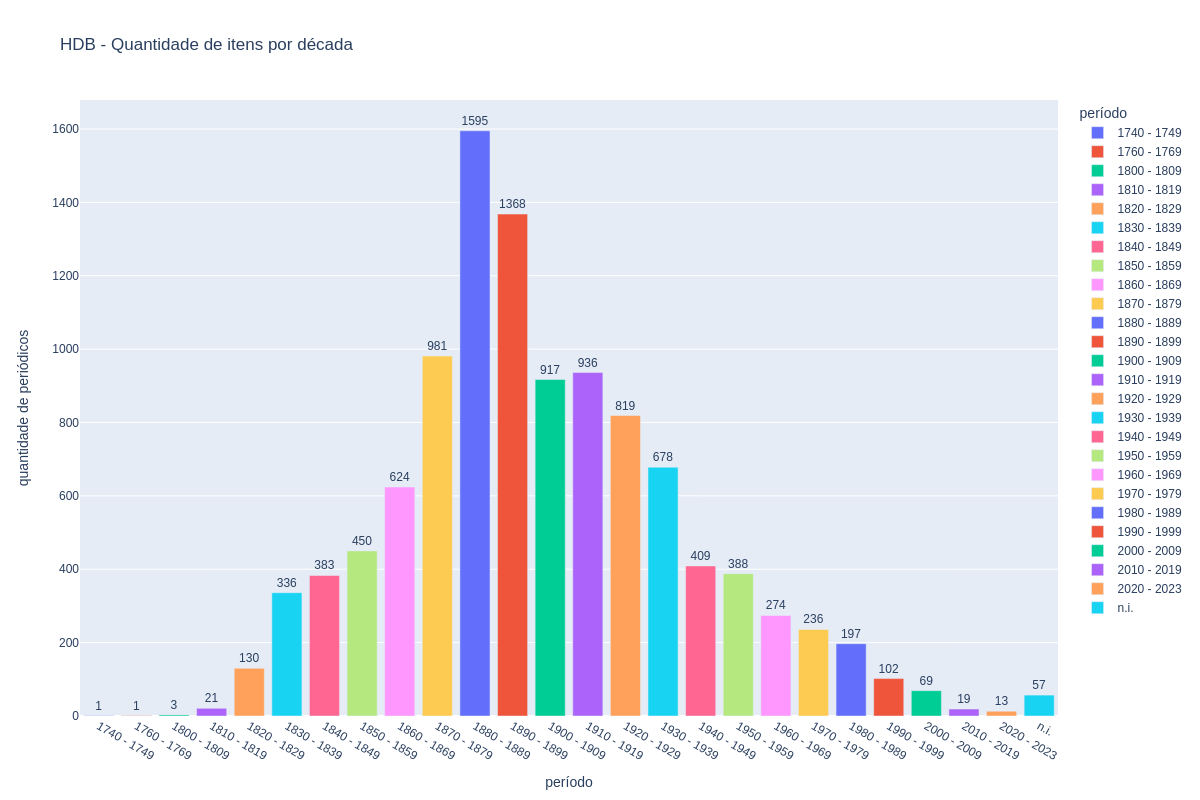 HDB - Quantidade de itens por década
quantidade de periódicos
1600
1400
1200
1000
800
600
400
200
0
1
1
3
21
130
336
383
450
624
981
1595
1368
917
936
819
678
409
388
274
236
197
102
69
19
13
57
1740 - 1749
1760 - 1769
1800 - 1809
1810 - 1819
1820 - 1829
1830 - 1839
1840 - 1849
1850 - 1859
1860 - 1869
1870 - 1879
1880 - 1889
1890 - 1899
1900 - 1909
1910 - 1919
1920 - 1929
1930 - 1939
1940 - 1949
1950 - 1959
1960 - 1969
1970 - 1979
1980 - 1989
1990 - 1999
2000 - 2009
2010 - 2019
2020 - 2023
n.i.
período
período
1740 - 1749
1760 - 1769
1800 - 1809
1810 - 1819
1820 - 1829
1830 - 1839
1840 - 1849
1850 - 1859
1860 - 1869
1870 - 1879
1880 - 1889
1890 - 1899
1900 - 1909
1910 - 1919
1920 - 1929
1930 - 1939
1940 - 1949
1950 - 1959
1960 - 1969
1970 - 1979
1980 - 1989
1990 - 1999
2000 - 2009
2010 - 2019
2020 - 2023
n.i.